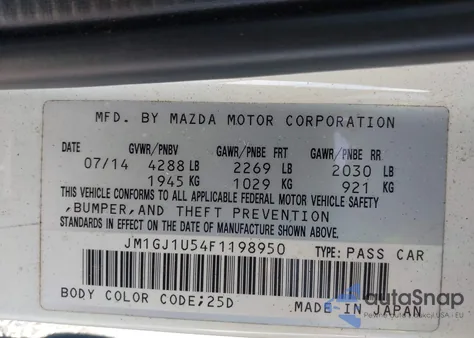 MFD. BY MAZDA MOTOR CORPORATION
DATE GVWR/PNBV GAWR/PNBE FRT GAWR/PNBE RR
07/14 4288 LB 2269 LB 2030 LB
1945 KG 1029 KG 921 KG
THIS VEHICLE CONFORMS TO ALL APPLICABLE FEDERAL MOTOR VEHICLE SAFETY
,BUMPER,AND THEFT PREVENTION
STANDARDS IN EFFECT ON THE DATE OF MANUFACTURE SHOWN ABOVE.
JM1GJ1U54F1198950 TYPE: PASS CAR
BODY COLOR CODE;25D MADE IN JAPAN
autoSnap